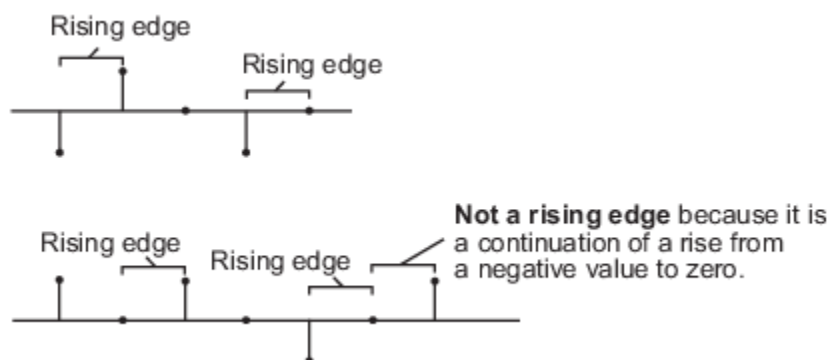 Rising edge
Rising edge
Not a rising edge because it is
a continuation of a rise from
a negative value to zero.
Rising edge
Rising edge